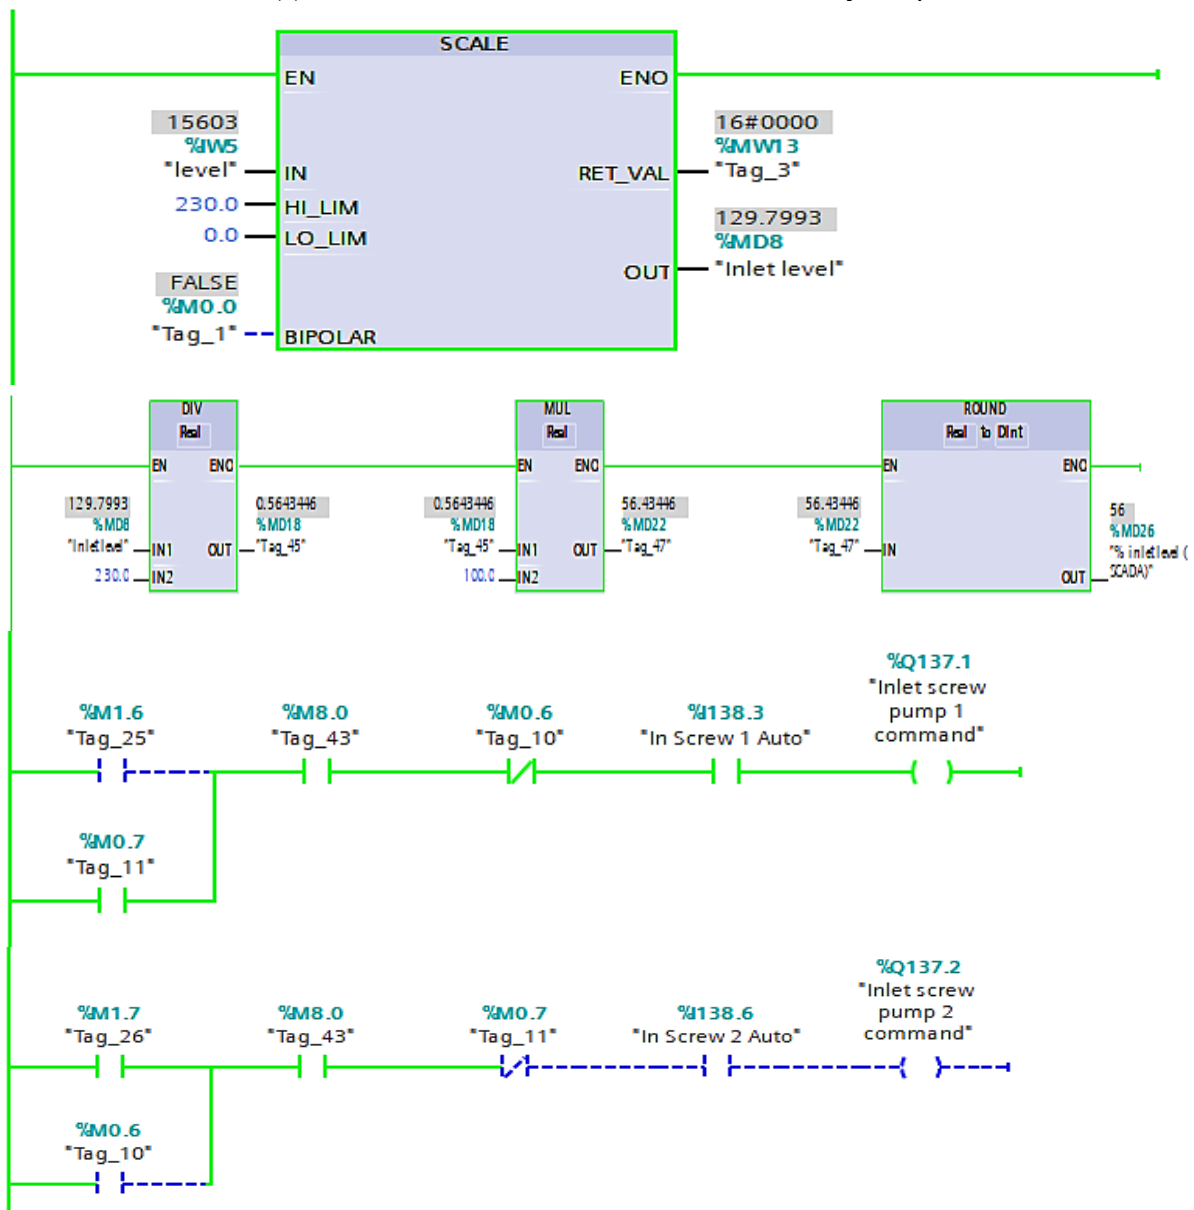 SCALE
EN
ENO
15603
%IW5
"level"
IN
230.0
HI_LIM
0.0
LO_LIM
FALSE
%M0.0
"Tag_1"
BIPOLAR
16#0000
%MW13
RET_VAL
"Tag_3"
129.7993
%MD8
OUT
"Inlet level"
DIV
Real
EN
ENO
129.7993
%MD8
"Inlet level"
IN1
230.0
IN2
0.5643446
%MD18
OUT
"Tag_45"
MUL
Real
EN
ENO
0.5643446
%MD18
"Tag_45"
IN1
100.0
IN2
56.43446
%MD22
OUT
"Tag_47"
ROUND
Real to DInt
EN
ENO
56.43446
%MD22
"Tag_47"
IN
56
%MD26
"% inlet level (
SCADA)"
OUT
%Q137.1
"Inlet screw
pump 1
command"
%M1.6
"Tag_25"
%M8.0
"Tag_43"
%M0.6
"Tag_10"
%I138.3
"In Screw 1 Auto"
%M0.7
"Tag_11"
%Q137.2
"Inlet screw
pump 2
command"
%M1.7
"Tag_26"
%M8.0
"Tag_43"
%M0.7
"Tag_11"
%I138.6
"In Screw 2 Auto"
%M0.6
"Tag_10"